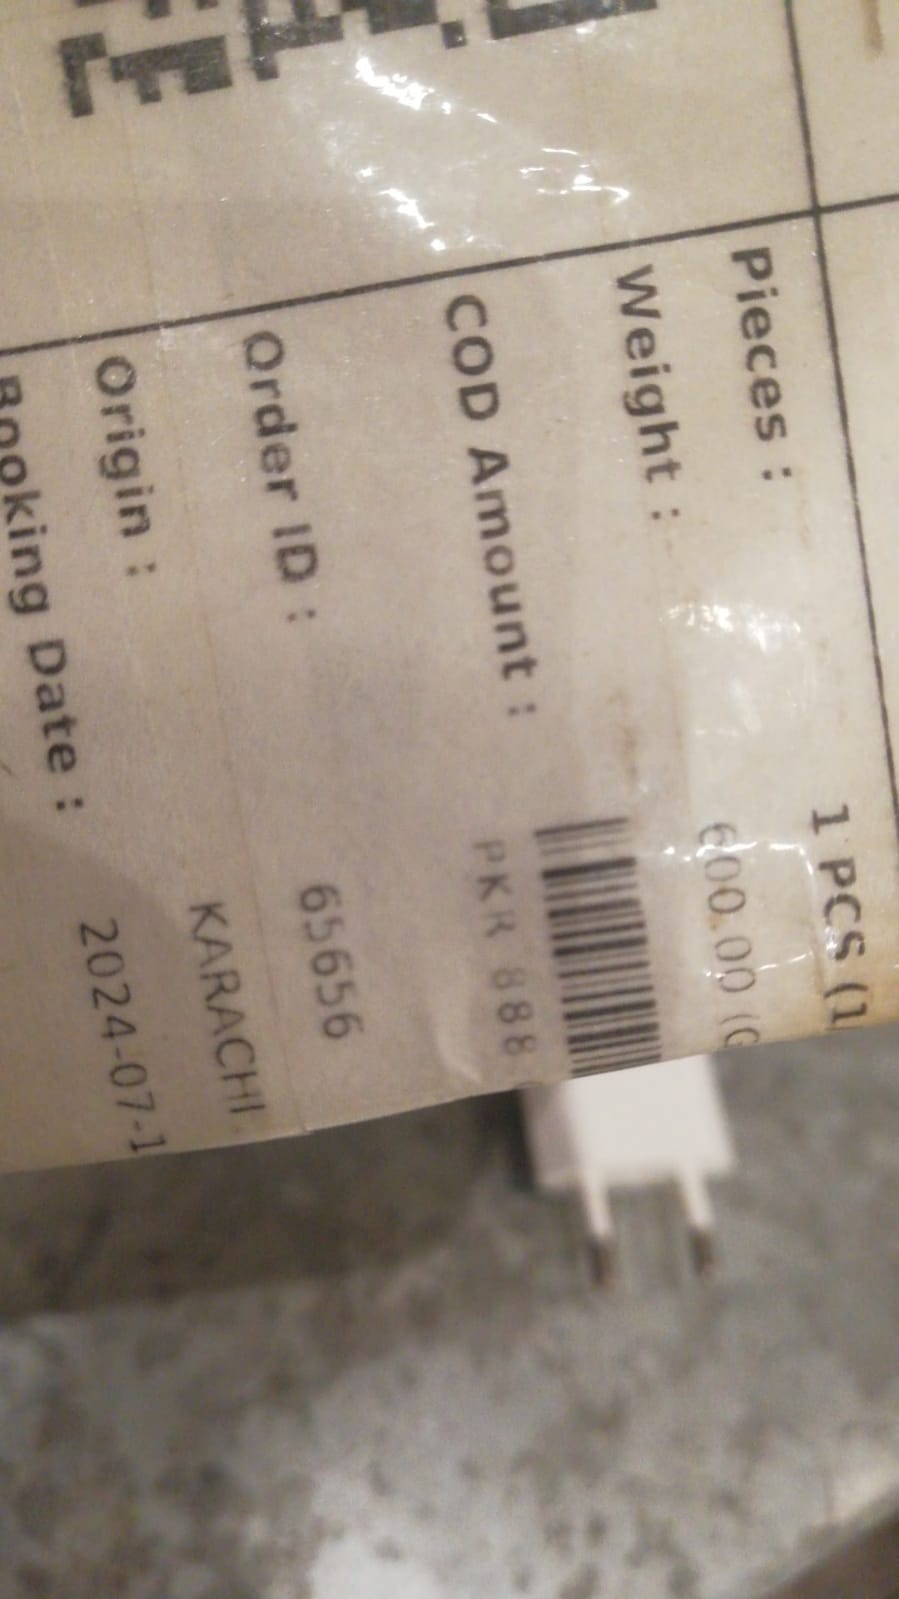 Pieces : 1 PCS (1
Weight : 600.00 (G
COD Amount : PKR 888
Order ID : 65656
Origin : KARACHI
Booking Date : 2024-07-1